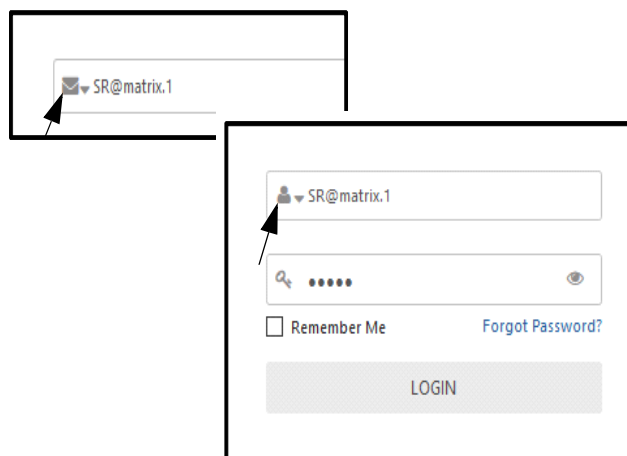 SR@matrix.1
SR@matrix.1
•••••
Remember Me
Forgot Password?
LOGIN